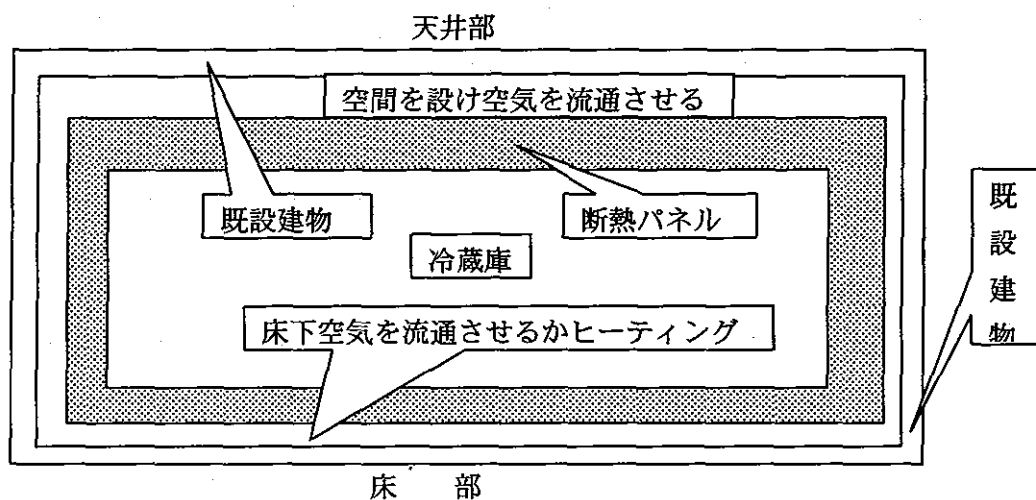 天井部
空間を設け空気を流通させる
既設建物
断熱パネル
既設建物
冷蔵庫
床下空気を流通させるかヒーティング
床 部